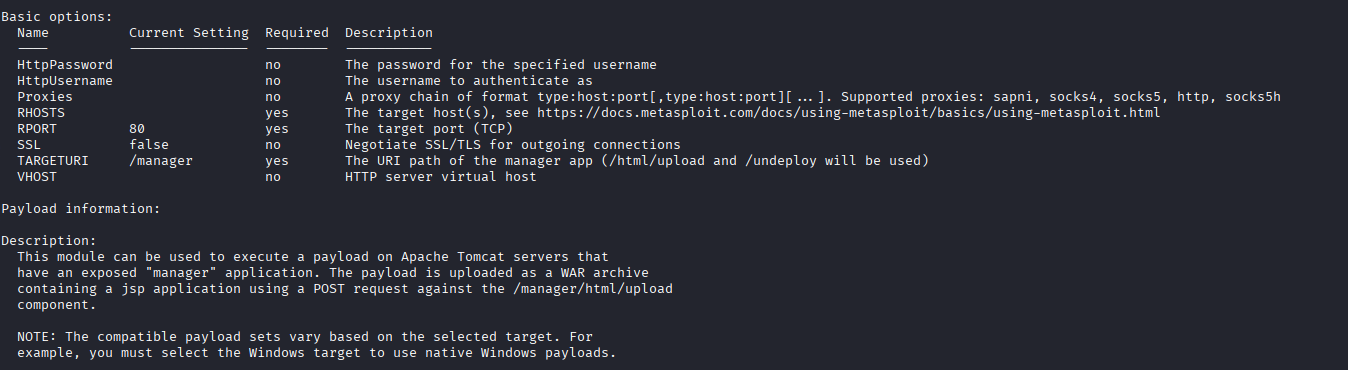 Basic options:
Name Current Setting Required Description
---- --------------- -------- -----------
HttpPassword no The password for the specified username
HttpUsername no The username to authenticate as
Proxies no A proxy chain of format type:host:port[,type:host:port][...]. Supported proxies: sapni, socks4, socks5, http, socks5h
RHOSTS yes The target host(s), see https://docs.metasploit.com/docs/using-metasploit/basics/using-metasploit.html
RPORT 80 yes The target port (TCP)
SSL false no Negotiate SSL/TLS for outgoing connections
TARGETURI /manager yes The URI path of the manager app (/html/upload and /undeploy will be used)
VHOST no HTTP server virtual host
Payload information:
Description:
This module can be used to execute a payload on Apache Tomcat servers that
have an exposed "manager" application. The payload is uploaded as a WAR archive
containing a jsp application using a POST request against the /manager/html/upload
component.
NOTE: The compatible payload sets vary based on the selected target. For
example, you must select the Windows target to use native Windows payloads.